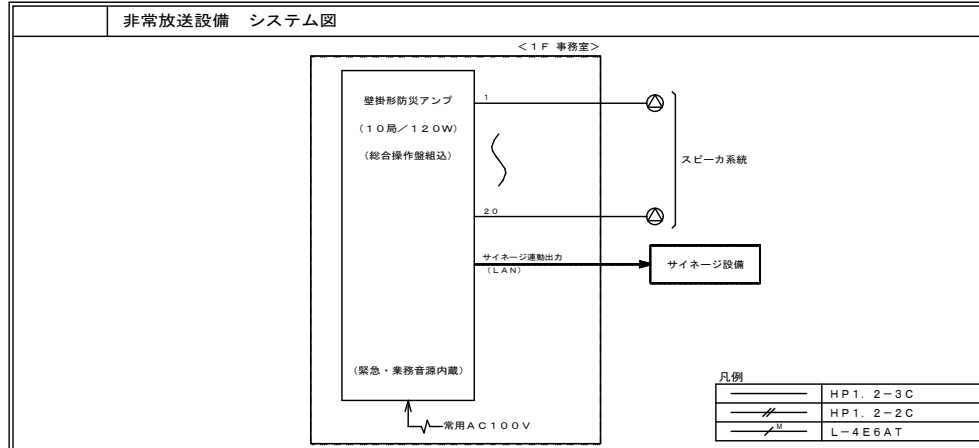 非常放送設備　システム図
＜１Ｆ 事務室＞
壁掛形防災アンプ
（１０局／１２０Ｗ）
（総合操作盤組込）
1
スピーカ系統
20
サイネージ連動出力
（ＬＡＮ）
サイネージ設備
（緊急・業務音源内蔵）
常用ＡＣ１００Ｖ
凡例
ＨＰ１．２－３Ｃ
ＨＰ１．２－２Ｃ
M
Ｌ－４Ｅ６ＡＴ